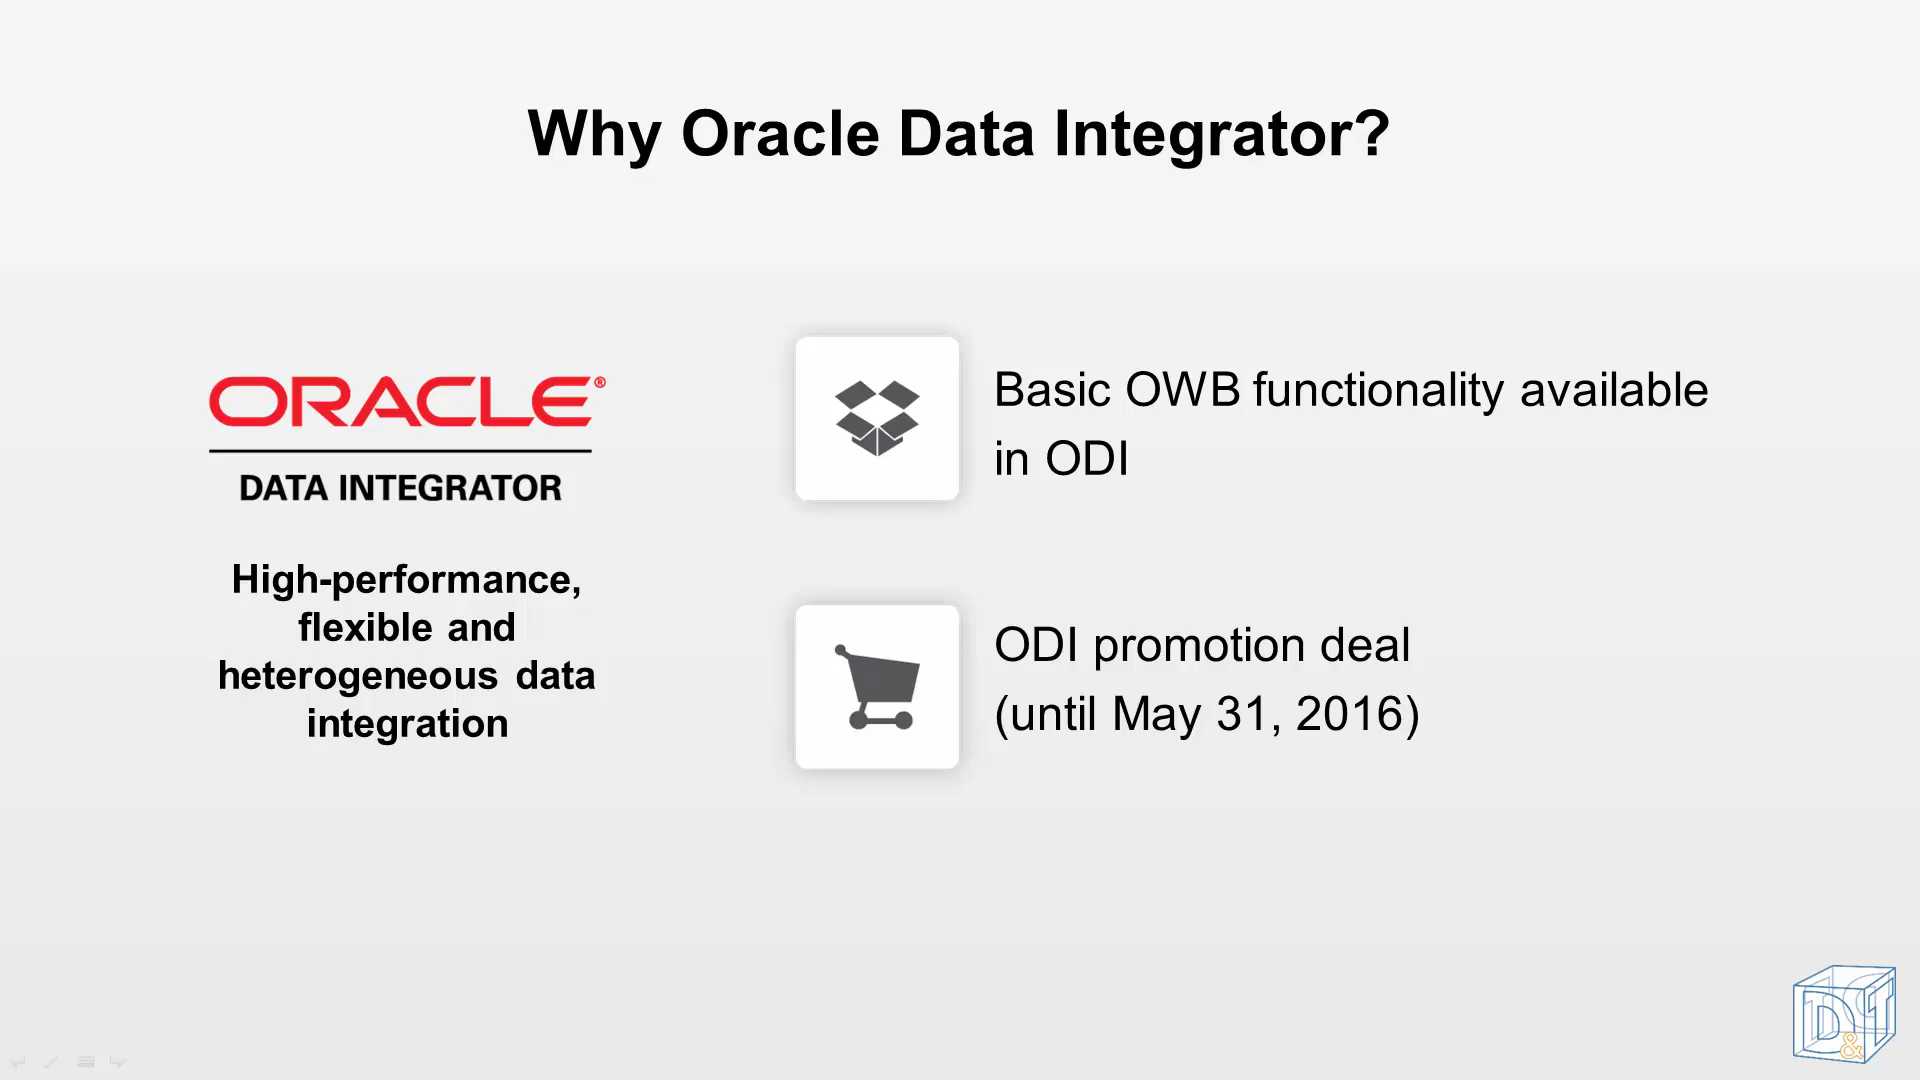 Why Oracle Data Integrator?
ORACLE®
DATA INTEGRATOR
High-performance,
flexible and
heterogeneous data
integration
Basic OWB functionality available
in ODI
ODI promotion deal
(until May 31, 2016)
D&T